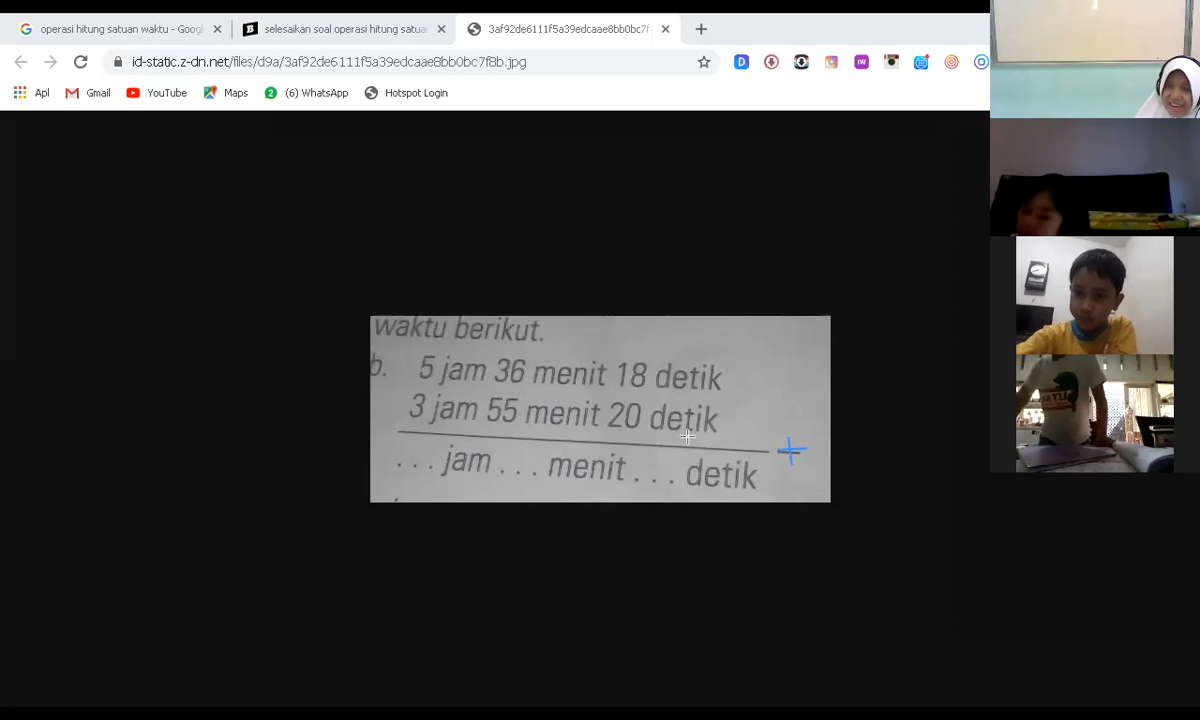 operasi hitung satuan waktu - Goog
selesaikan soal operasi hitung satua
3af92de6111f5a39edcaae8bb0bc7f
id-static.z-dn.net/files/d9a/3af92de6111f5a39edcaae8bb0bc7f8b.jpg
Apl
Gmail
YouTube
Maps
(6) WhatsApp
Hotspot Login
waktu berikut.
b. 5 jam 36 menit 18 detik
3 jam 55 menit 20 detik
+
. . . jam . . . menit . . . detik